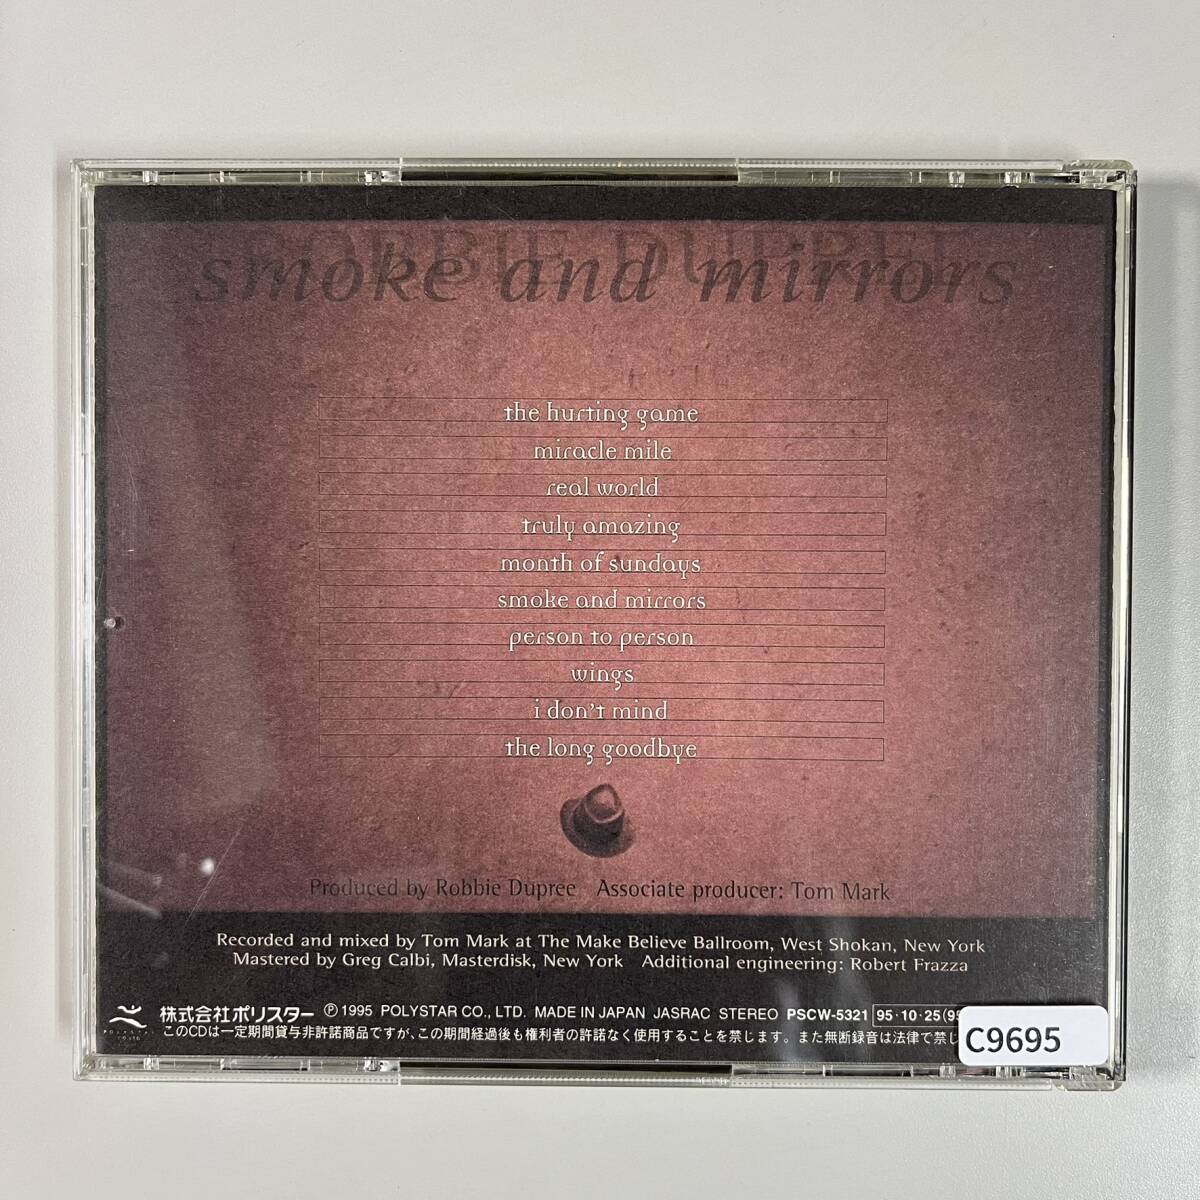 ROBBIE DUPREE
smoke and mirrors
the hurting game
miracle mile
real world
truly amazing
month of sundays
smoke and mirrors
person to person
wings
i don't mind
the long goodbye
Produced by Robbie Dupree Associate producer: Tom Mark
Recorded and mixed by Tom Mark at The Make Believe Ballroom, West Shokan, New York
Mastered by Greg Calbi, Masterdisk, New York Additional engineering: Robert Frazza
株式会社ポリスター ℗1995 POLYSTAR CO., LTD. MADE IN JAPAN JASRAC STEREO PSCW-5321 95·10·25(95
このCDは一定期間貸与非許諾商品ですが、この期間経過後も権利者の許諾なく使用することを禁じます。また無断録音は法律で禁じ
C9695